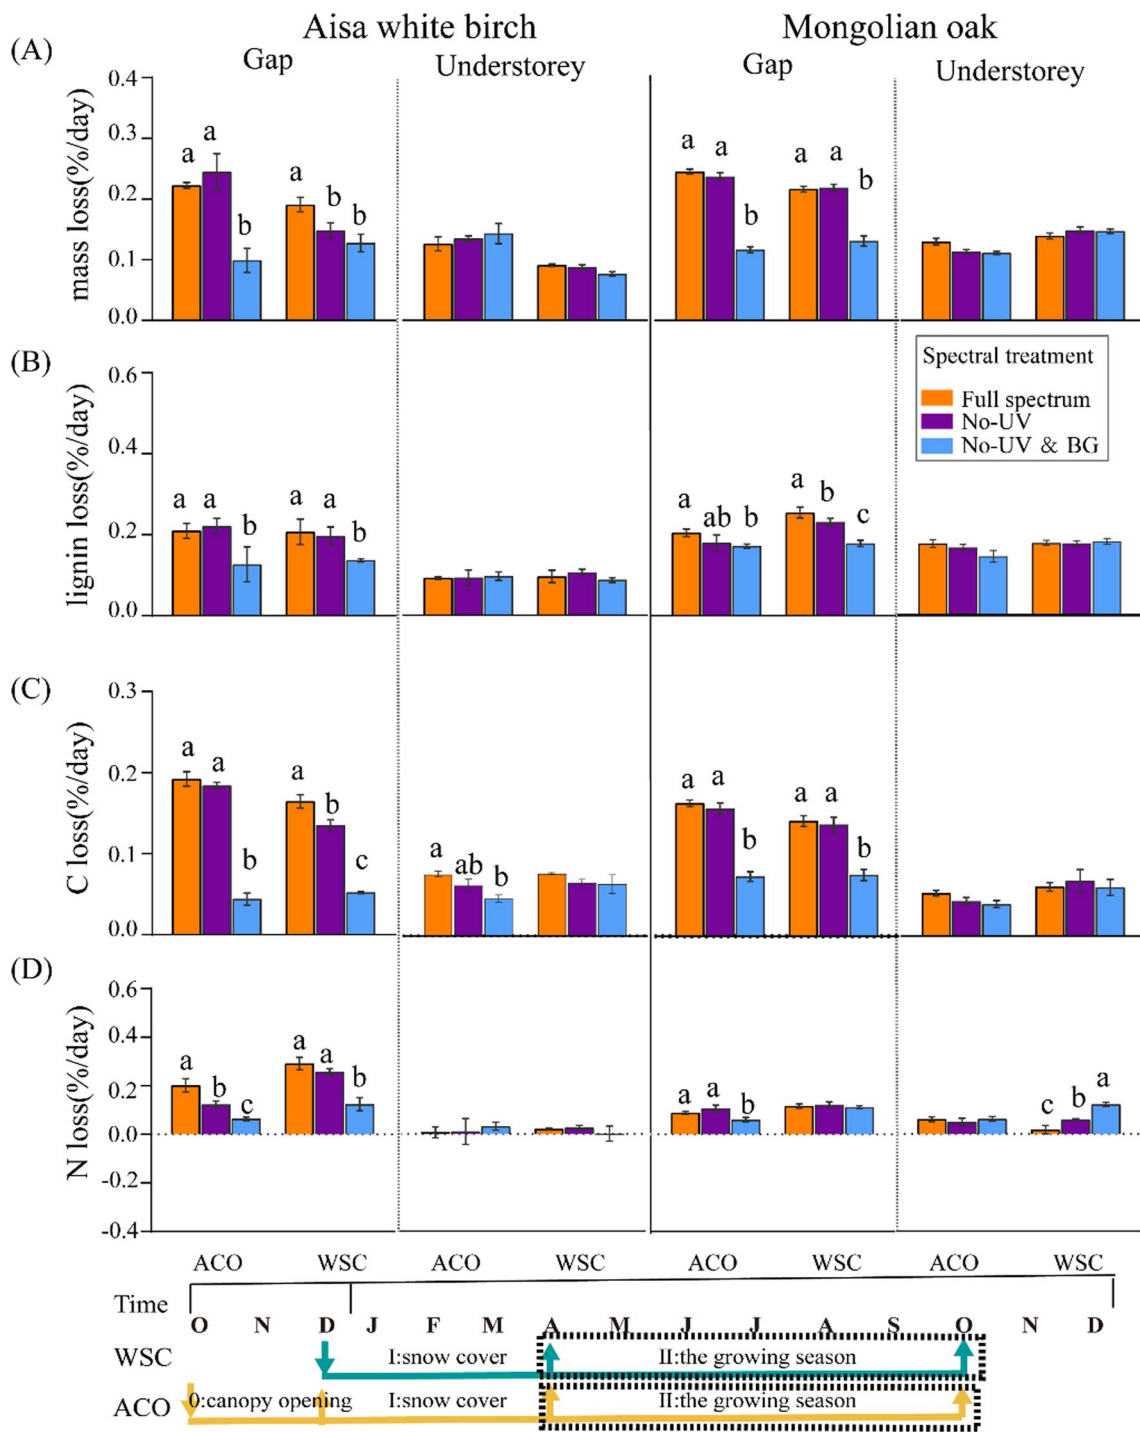 Aisa white birch Mongolian oak
(A) Gap Understorey Gap Understorey
mass loss(%/day)
0.4
0.3
0.2
0.1
0.0
a a b a b b a a b a a b
(B)
lignin loss(%/day)
0.6
0.4
0.2
0.0
a a b a a b a ab b a b c
Spectral treatment
Full spectrum
No-UV
No-UV & BG
(C)
C loss(%/day)
0.3
0.2
0.1
0.0
a a b a b c a ab b a a b a a b
(D)
N loss(%/day)
0.6
0.4
0.2
0.0
-0.2
-0.4
a b c a a b a a b c b a
ACO WSC ACO WSC ACO WSC ACO WSC
Time
O N D J F M A M J J A S O N D
WSC I:snow cover II:the growing season
ACO 0:canopy opening I:snow cover II:the growing season